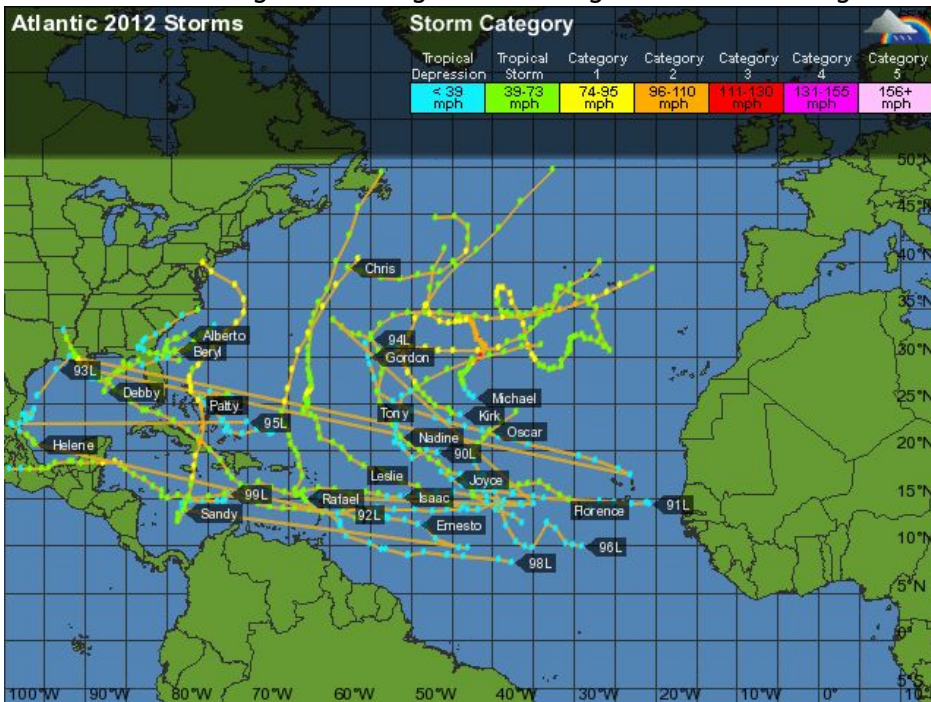 Atlantic 2012 Storms
Storm Category
Tropical Depression
Tropical Storm
Category 1
Category 2
Category 3
Category 4
Category 5
< 39 mph
39-73 mph
74-95 mph
96-110 mph
111-130 mph
131-155 mph
156+ mph
50°N
45°N
40°N
35°N
30°N
25°N
20°N
15°N
10°N
5°N
0°
5°S
Chris
Alberto
94L
Beryl
Gordon
93L
Debby
Michael
Patty
Tony
Kirk
95L
Oscar
Helene
Nadine
90L
Leslie
Joyce
99L
Rafael
Isaac
91L
Florence
Sandy
92L
Ernesto
96L
98L
100°W
90°W
80°W
70°W
60°W
50°W
40°W
30°W
20°W
10°W
0°